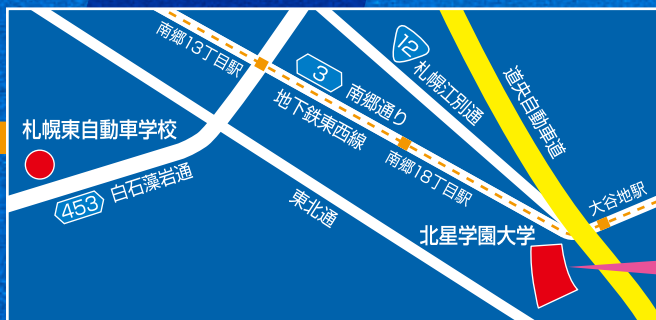 南郷13丁目駅
3
南郷通り
12
札幌江別通
道央自動車道
地下鉄東西線
札幌東自動車学校
南郷18丁目駅
453
白石藻岩通
東北通
大谷地駅
北星学園大学